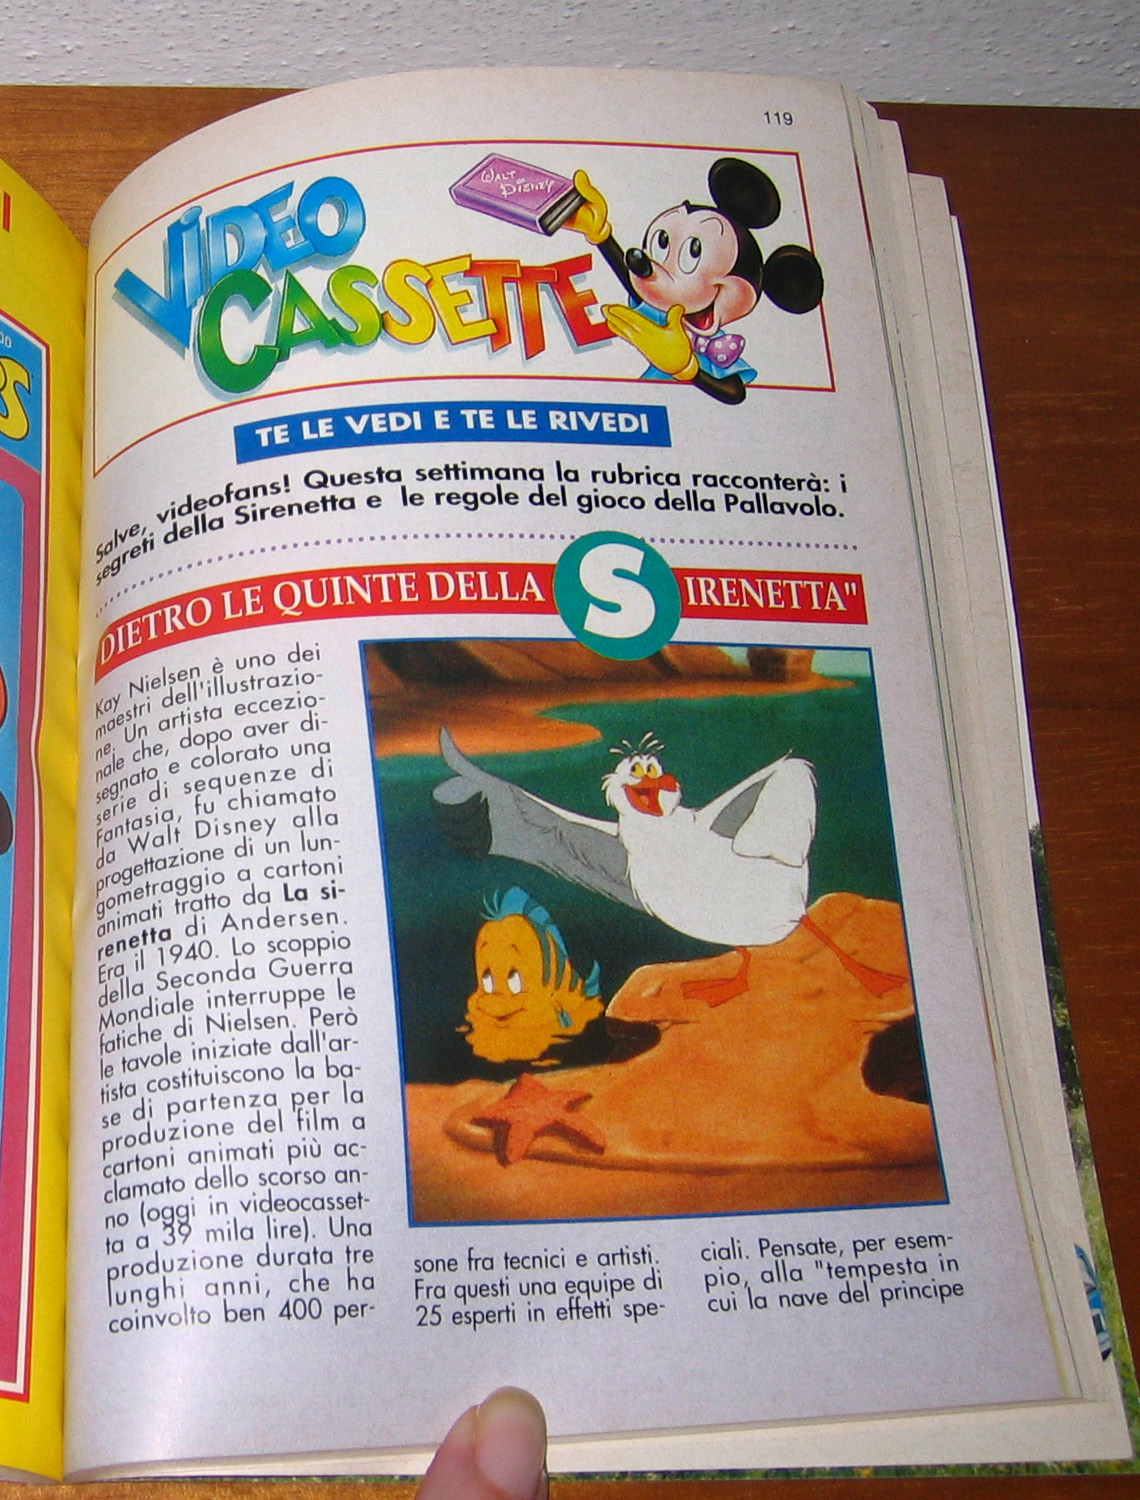 119
VIDEO
CASSETTE
WALT
DISNEY
TE LE VEDI E TE LE RIVEDI
Salve, videofans! Questa settimana la rubrica racconterà: i
segreti della Sirenetta e le regole del gioco della Pallavolo.
DIETRO LE QUINTE DELLA SIRENETTA"
Kay Nielsen è uno dei
maestri dell'illustrazio-
ne. Un artista eccezio-
nale che, dopo aver di-
segnato e colorato una
serie di sequenze di
Fantasia, fu chiamato
da Walt Disney alla
progettazione di un lun-
gometraggio a cartoni
animati tratto da La si-
renetta di Andersen.
Era il 1940. Lo scoppio
della Seconda Guerra
Mondiale interruppe le
fatiche di Nielsen. Però
le tavole iniziate dall'ar-
tista costituiscono la ba-
se di partenza per la
produzione del film a
cartoni animati più ac-
clamato dello scorso an-
no (oggi in videocasset-
ta a 39 mila lire). Una
produzione durata tre
lunghi anni, che ha
coinvolto ben 400 per-
sone fra tecnici e artisti.
Fra questi una equipe di
25 esperti in effetti spe-
ciali. Pensate, per esem-
pio, alla "tempesta in
cui la nave del principe